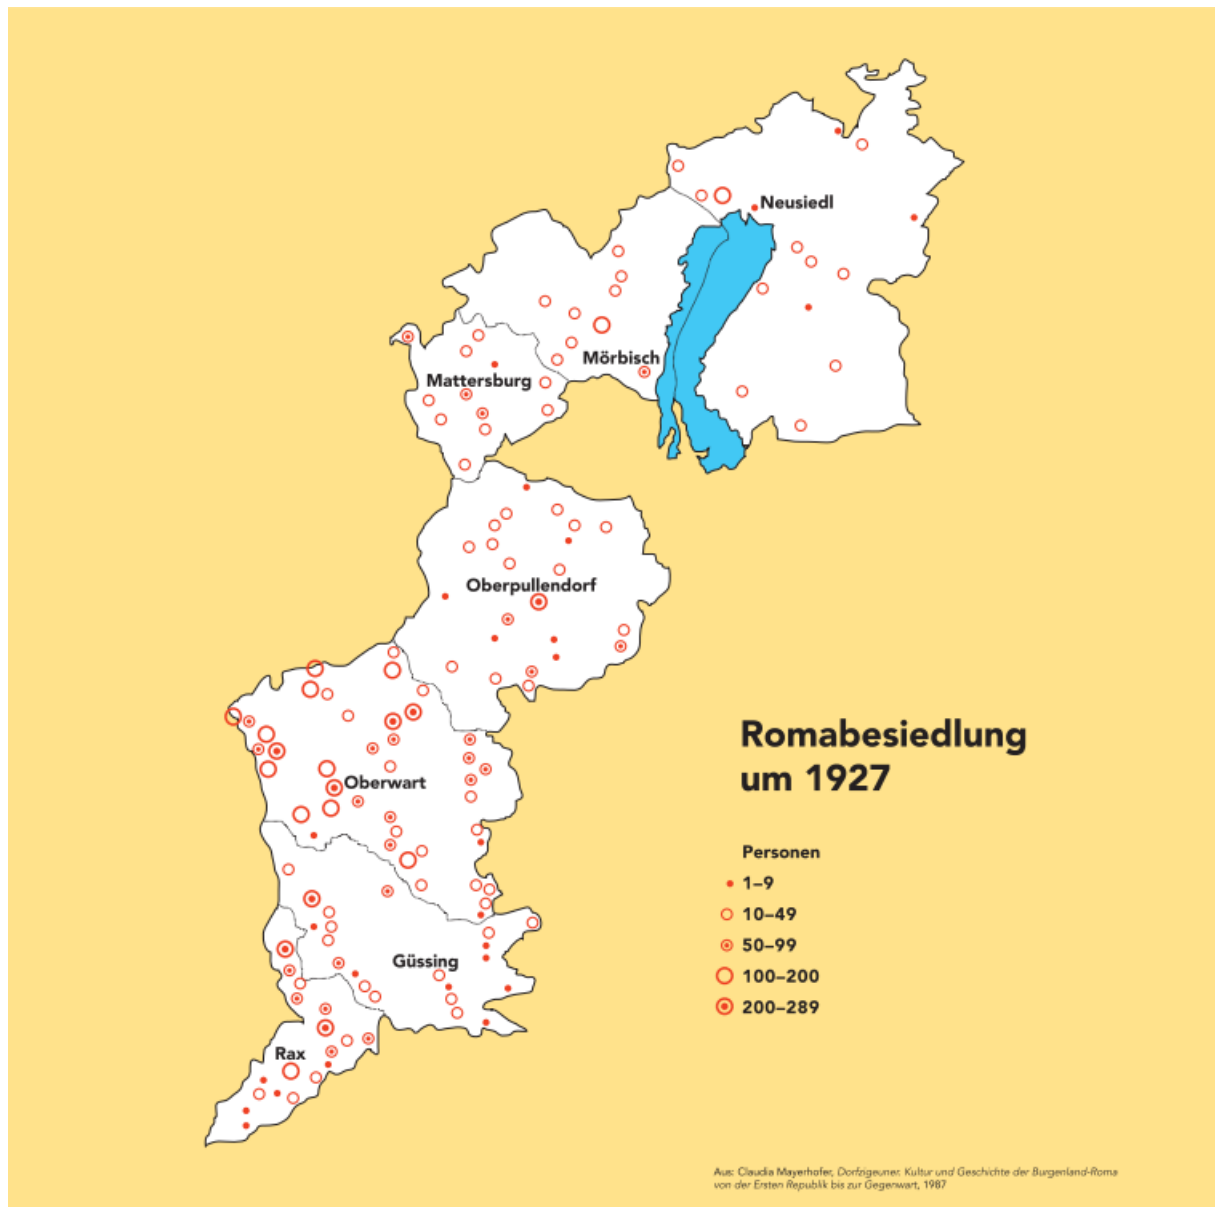 Neusiedl
Mörbisch
Mattersburg
Oberpullendorf
Oberwart
Güssing
Rax
Romabesiedlung
um 1927
Personen
1–9
10–49
50–99
100–200
200–289
Aus: Claudia Mayerhofer, Dorfzigeuner. Kultur und Geschichte der Burgenland-Roma
von der Ersten Republik bis zur Gegenwart, 1987